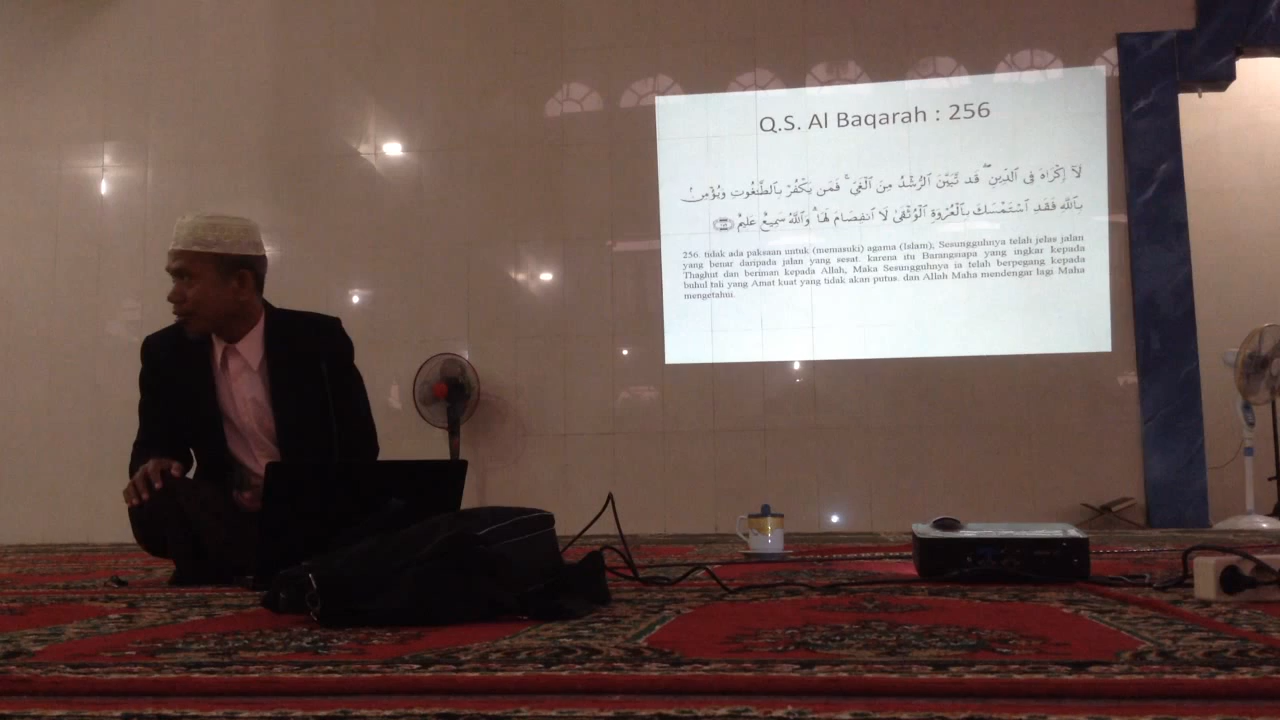 Q.S. Al Baqarah : 256
لَآ إِكْرَاهَ فِى ٱلدِّينِ ۖ قَد تَّبَيَّنَ ٱلرُّشْدُ مِنَ ٱلْغَىِّ ۚ فَمَن يَكْفُرْ بِٱلطَّـٰغُوتِ وَيُؤْمِنۢ
بِٱللَّهِ فَقَدِ ٱسْتَمْسَكَ بِٱلْعُرْوَةِ ٱلْوُثْقَىٰ لَا ٱنفِصَامَ لَهَا ۗ وَٱللَّهُ سَمِيعٌ عَلِيمٌ ﴿٢٥٦﴾
256. tidak ada paksaan untuk (memasuki) agama (Islam); Sesungguhnya telah jelas jalan
yang benar daripada jalan yang sesat. karena itu Barangsiapa yang ingkar kepada
Thaghut dan beriman kepada Allah, Maka Sesungguhnya ia telah berpegang kepada
buhul tali yang Amat kuat yang tidak akan putus. dan Allah Maha mendengar lagi Maha
mengetahui.